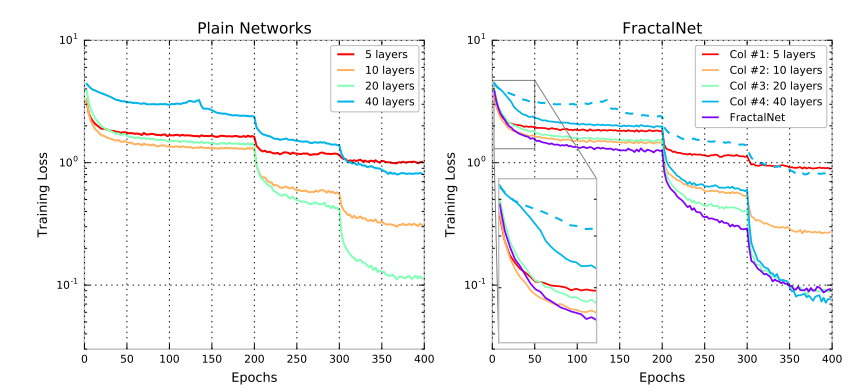 Plain Networks
10^1
10^0
10^-1
Training Loss
5 layers
10 layers
20 layers
40 layers
0 50 100 150 200 250 300 350 400
Epochs
FractalNet
10^1
10^0
10^-1
Training Loss
Col #1: 5 layers
Col #2: 10 layers
Col #3: 20 layers
Col #4: 40 layers
FractalNet
0 50 100 150 200 250 300 350 400
Epochs